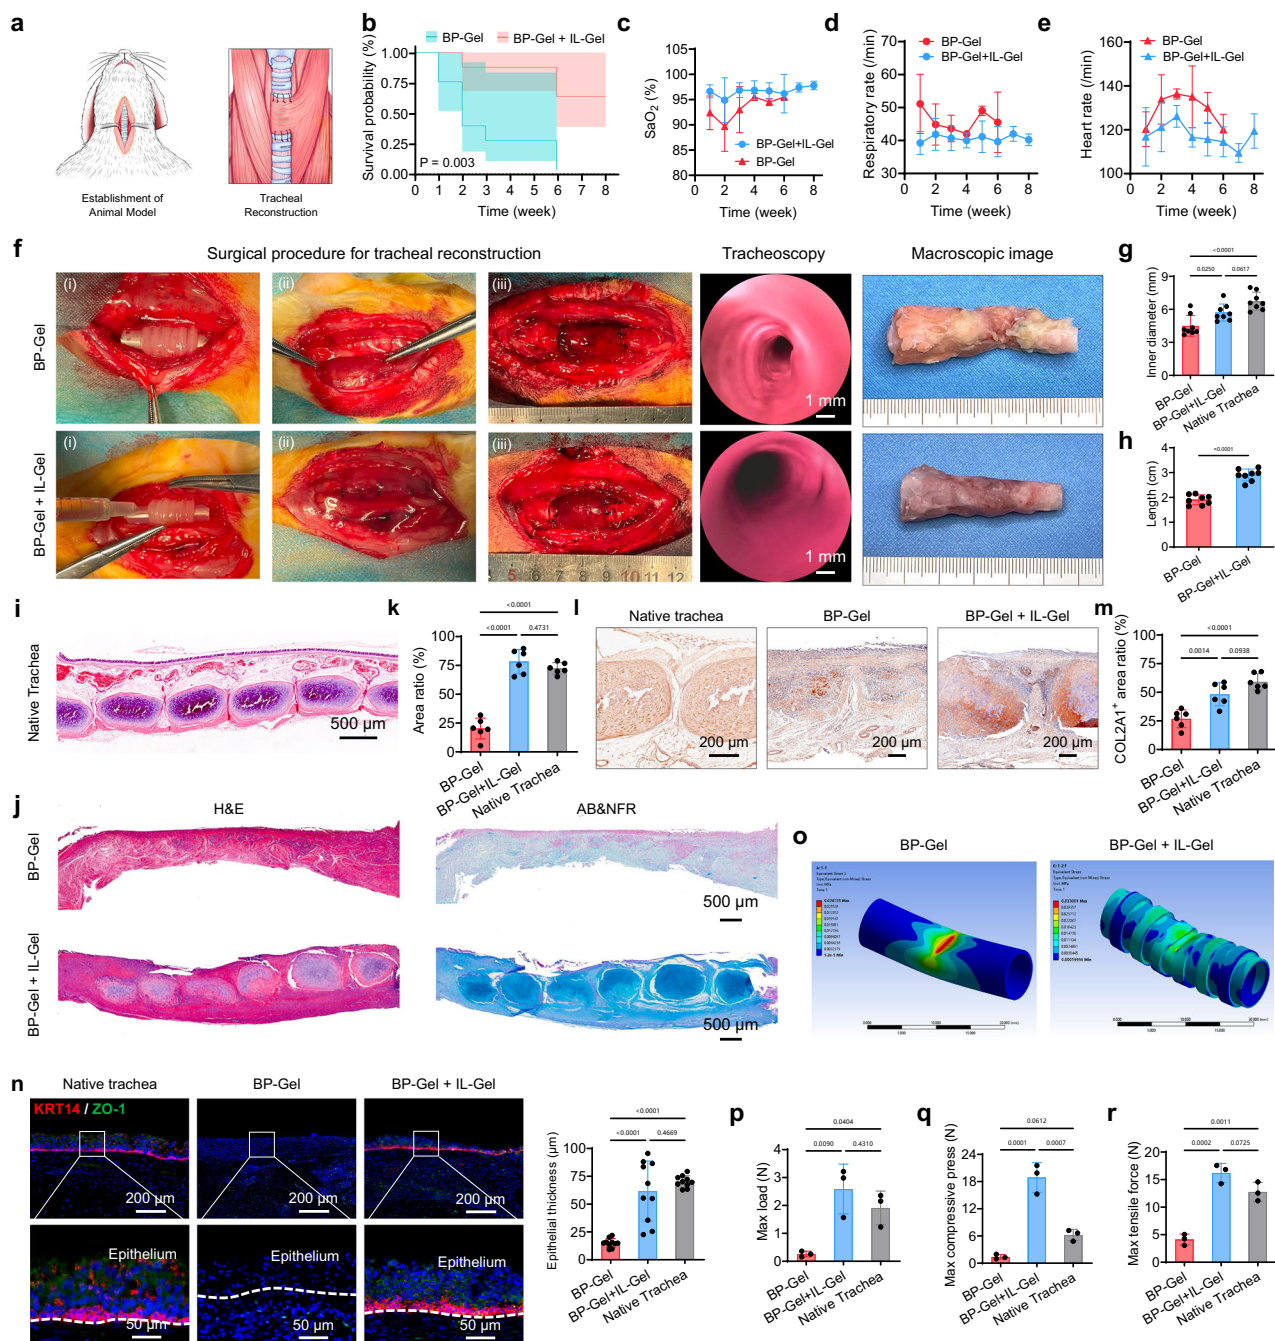 a
Establishment of
Animal Model
Tracheal
Reconstruction
b
BP-Gel
BP-Gel + IL-Gel
Survival probability (%)
1.00
0.75
0.50
0.25
0
P = 0.003
0 1 2 3 4 5 6 7 8
Time (week)
c
SaO₂ (%)
105
100
95
90
85
80
BP-Gel+IL-Gel
BP-Gel
0 2 4 6 8
Time (week)
d
Respiratory rate (/min)
70
60
50
40
30
BP-Gel
BP-Gel+IL-Gel
0 2 4 6 8
Time (week)
e
Heart rate (/min)
160
140
120
100
BP-Gel
BP-Gel+IL-Gel
0 2 4 6 8
Time (week)
f
Surgical procedure for tracheal reconstruction
Tracheoscopy
Macroscopic image
BP-Gel
(i)
(ii)
(iii)
1 mm
BP-Gel + IL-Gel
(i)
(ii)
(iii)
5
10
11
12
1 mm
g
Inner diameter (mm)
9
6
3
0
<0.0001
0.0250
0.0617
BP-Gel
BP-Gel+IL-Gel
Native Trachea
h
Length (cm)
4
3
2
1
0
<0.0001
BP-Gel
BP-Gel+IL-Gel
i
Native Trachea
500 µm
k
Area ratio (%)
100
75
50
25
0
<0.0001
<0.0001
0.4731
BP-Gel
BP-Gel+IL-Gel
Native Trachea
l
Native trachea
BP-Gel
BP-Gel + IL-Gel
200 µm
200 µm
200 µm
m
COL2A1⁺ area ratio (%)
100
75
50
25
0
<0.0001
0.0014
0.0938
BP-Gel
BP-Gel+IL-Gel
Native Trachea
j
H&E
AB&NFR
BP-Gel
500 µm
BP-Gel + IL-Gel
500 µm
o
BP-Gel
BP-Gel + IL-Gel
n
Native trachea
BP-Gel
BP-Gel + IL-Gel
KRT14 / ZO-1
200 µm
200 µm
200 µm
Epithelium
Epithelium
Epithelium
50 µm
50 µm
50 µm
Epithelial thickness (µm)
100
75
50
25
0
<0.0001
<0.0001
0.4669
BP-Gel
BP-Gel+IL-Gel
Native Trachea
p
Max load (N)
4
3
2
1
0
0.0404
0.0090
0.4310
BP-Gel
BP-Gel+IL-Gel
Native Trachea
q
Max compressive press (N)
30
20
10
0
0.0612
0.0001
0.0007
BP-Gel
BP-Gel+IL-Gel
Native Trachea
r
Max tensile force (N)
20
15
10
5
0
0.0011
0.0002
0.0725
BP-Gel
BP-Gel+IL-Gel
Native Trachea